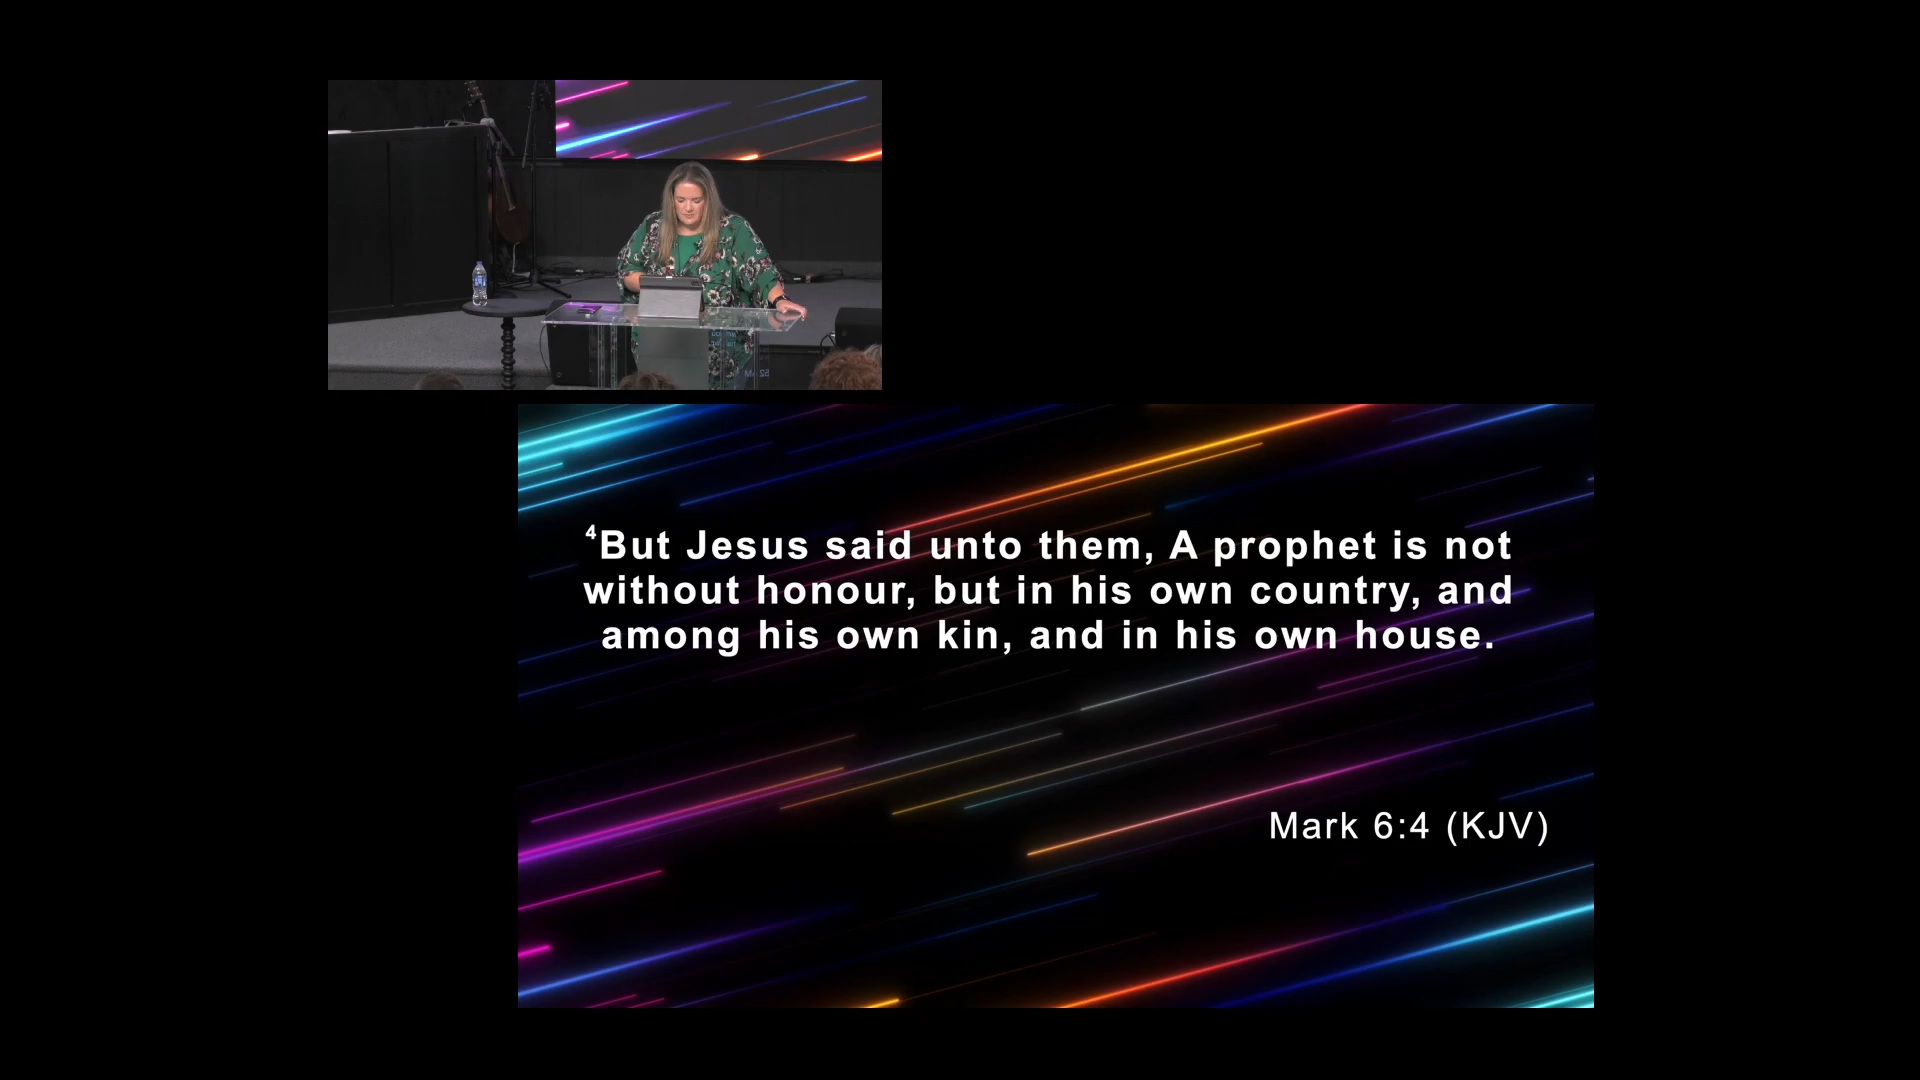 ⁴But Jesus said unto them, A prophet is not
without honour, but in his own country, and
among his own kin, and in his own house.
Mark 6:4 (KJV)